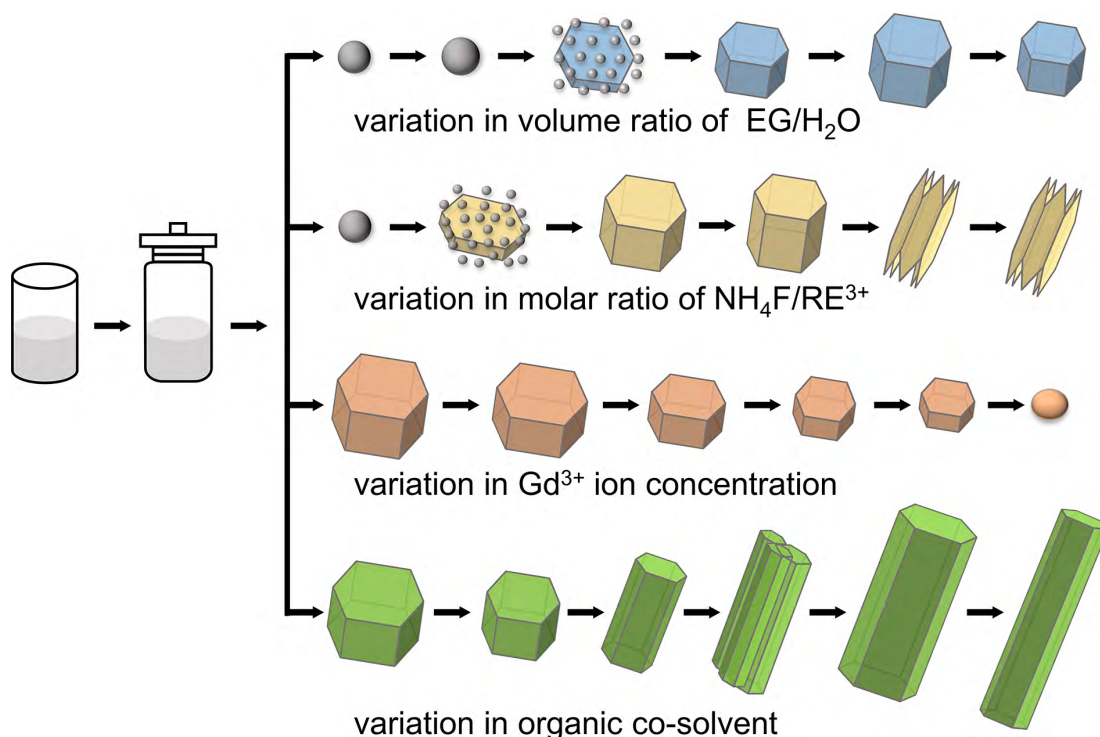 variation in volume ratio of EG/H₂O
variation in molar ratio of NH₄F/RE³⁺
variation in Gd³⁺ ion concentration
variation in organic co-solvent